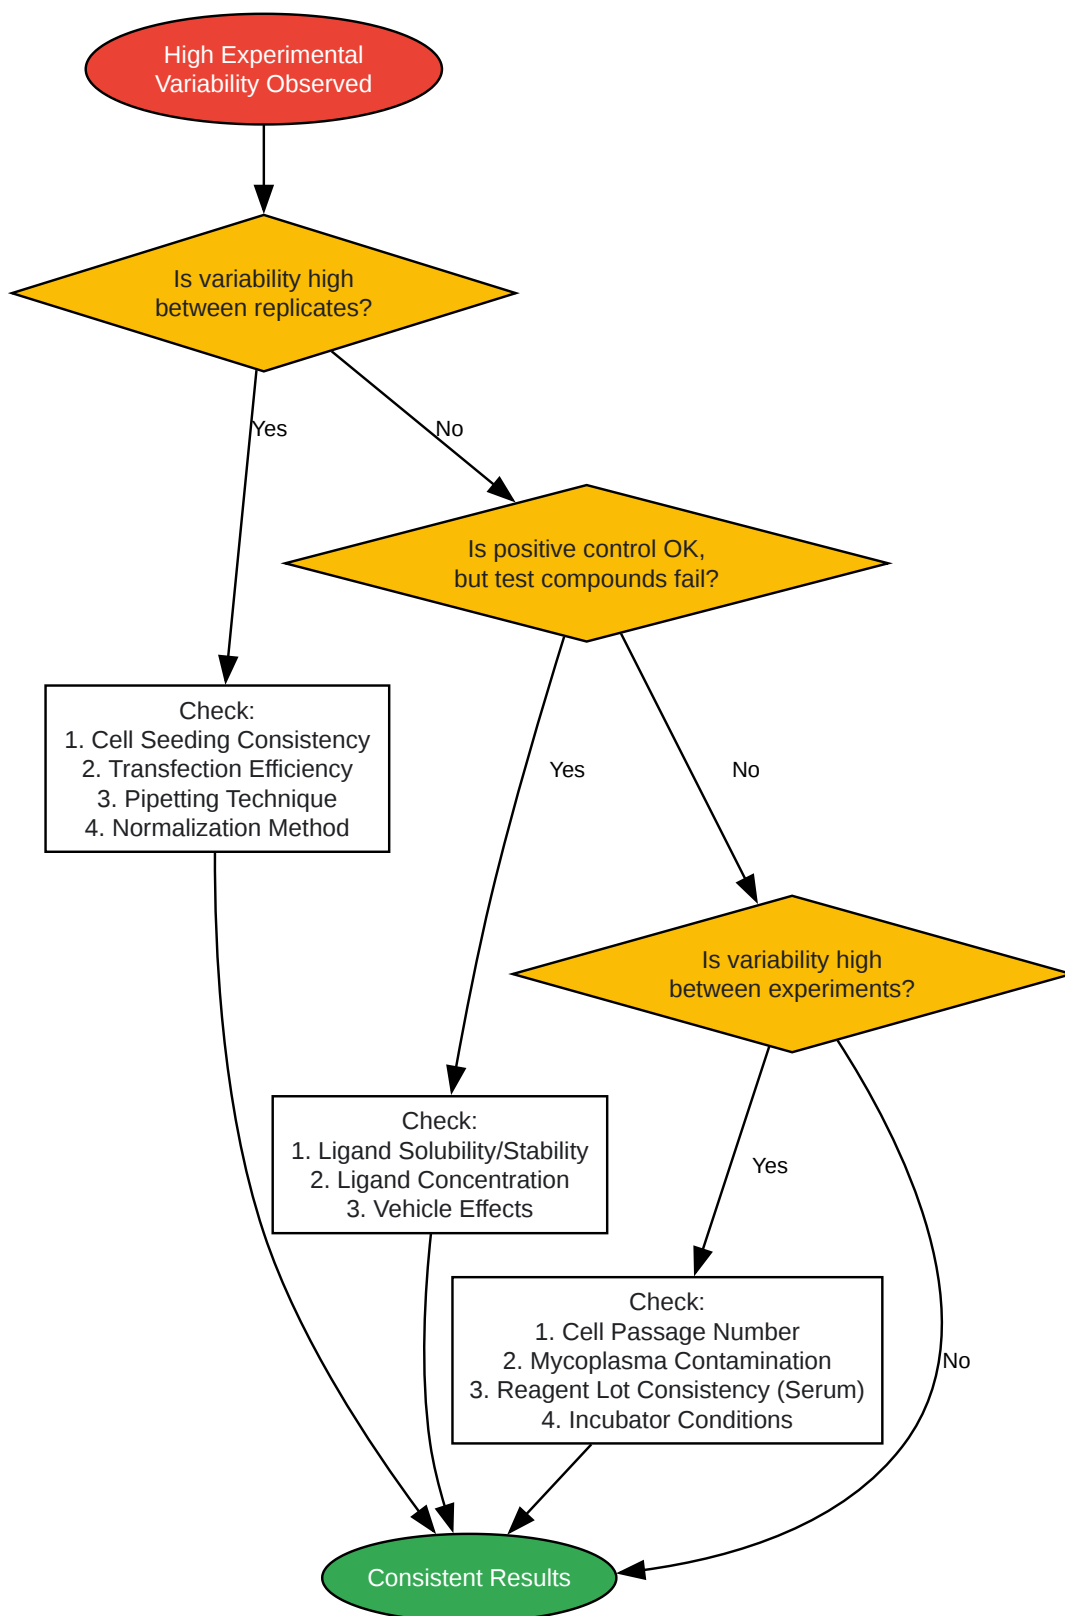 High Experimental
Variability Observed
Is variability high
between replicates?
Yes
No
Is positive control OK,
but test compounds fail?
Check:
1. Cell Seeding Consistency
2. Transfection Efficiency
3. Pipetting Technique
4. Normalization Method
Yes
No
Is variability high
between experiments?
Check:
1. Ligand Solubility/Stability
2. Ligand Concentration
3. Vehicle Effects
Yes
No
Check:
1. Cell Passage Number
2. Mycoplasma Contamination
3. Reagent Lot Consistency (Serum)
4. Incubator Conditions
Consistent Results